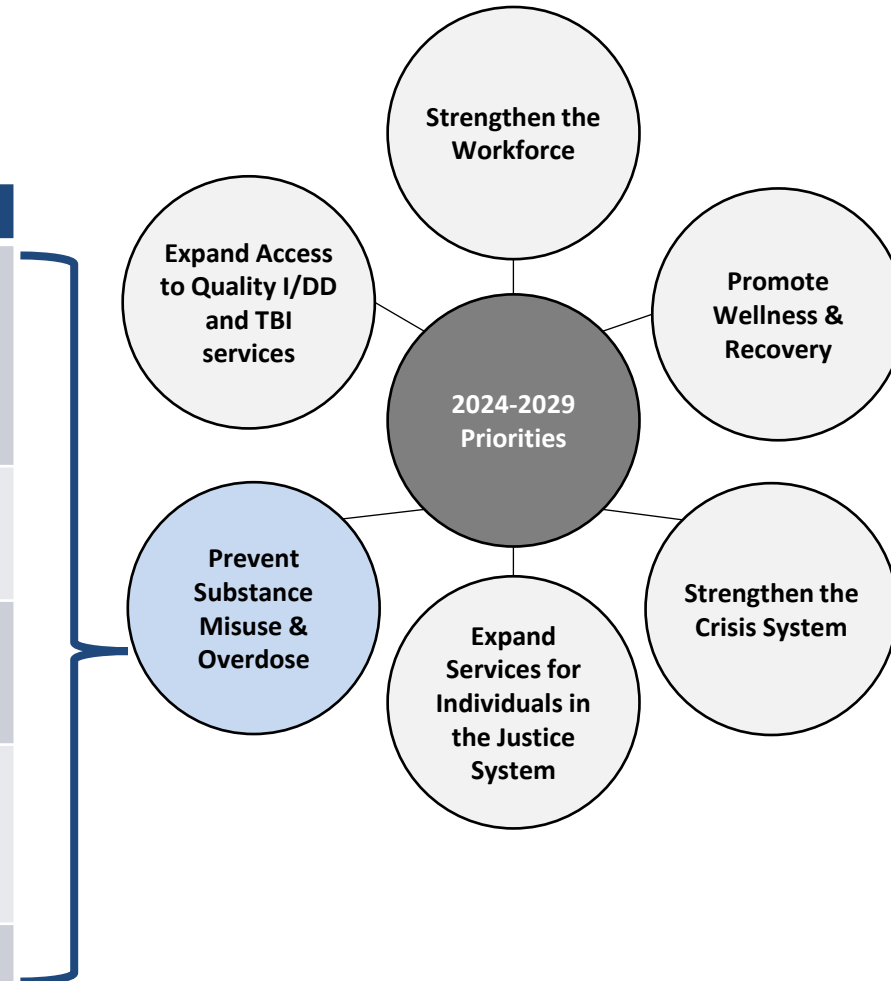 Strengthen the
Workforce
Expand Access
to Quality I/DD
and TBI
services
Promote
Wellness &
Recovery
2024-2029
Priorities
Prevent
Substance
Misuse &
Overdose
Expand
Services for
Individuals in
the Justice
System
Strengthen the
Crisis System